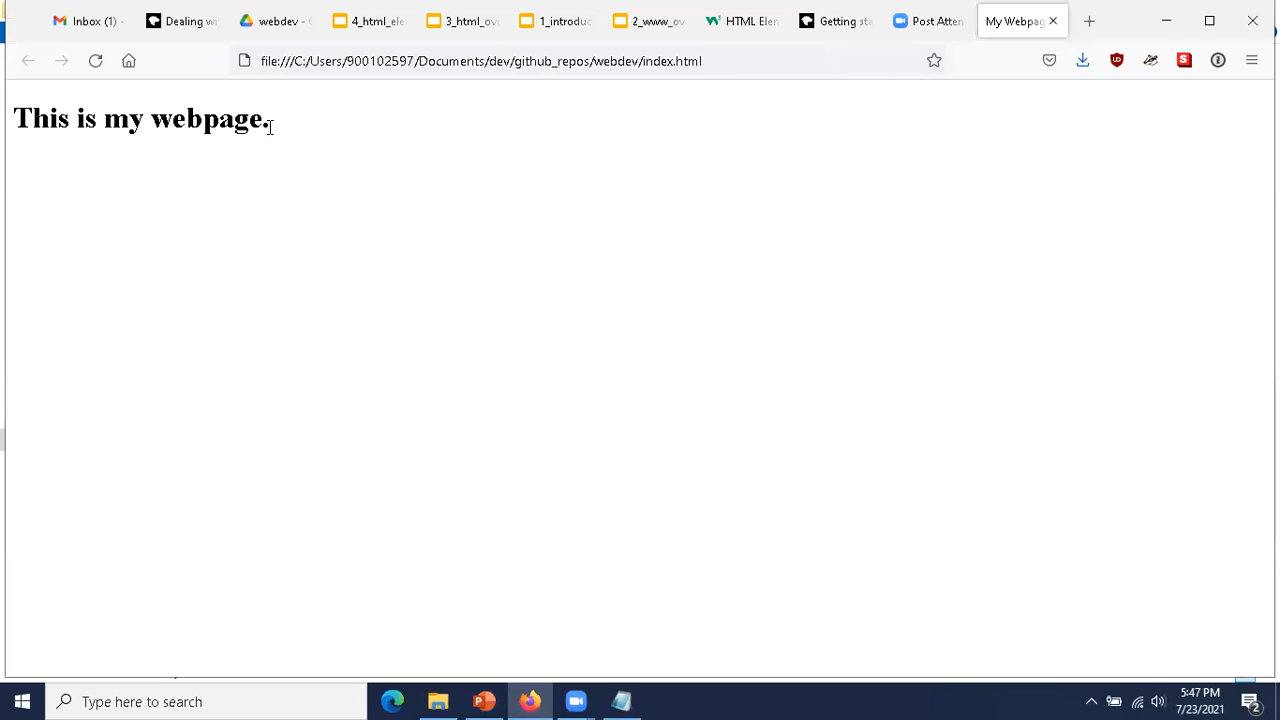 Inbox (1) -
Dealing wi
webdev - G
4_html_ele
3_html_ov
1_introduc
2_www_ov
HTML Elen
Getting sta
Post Atten
My Webpag
file:///C:/Users/900102597/Documents/dev/github_repos/webdev/index.html
This is my webpage.
Type here to search
5:47 PM
7/23/2021
2